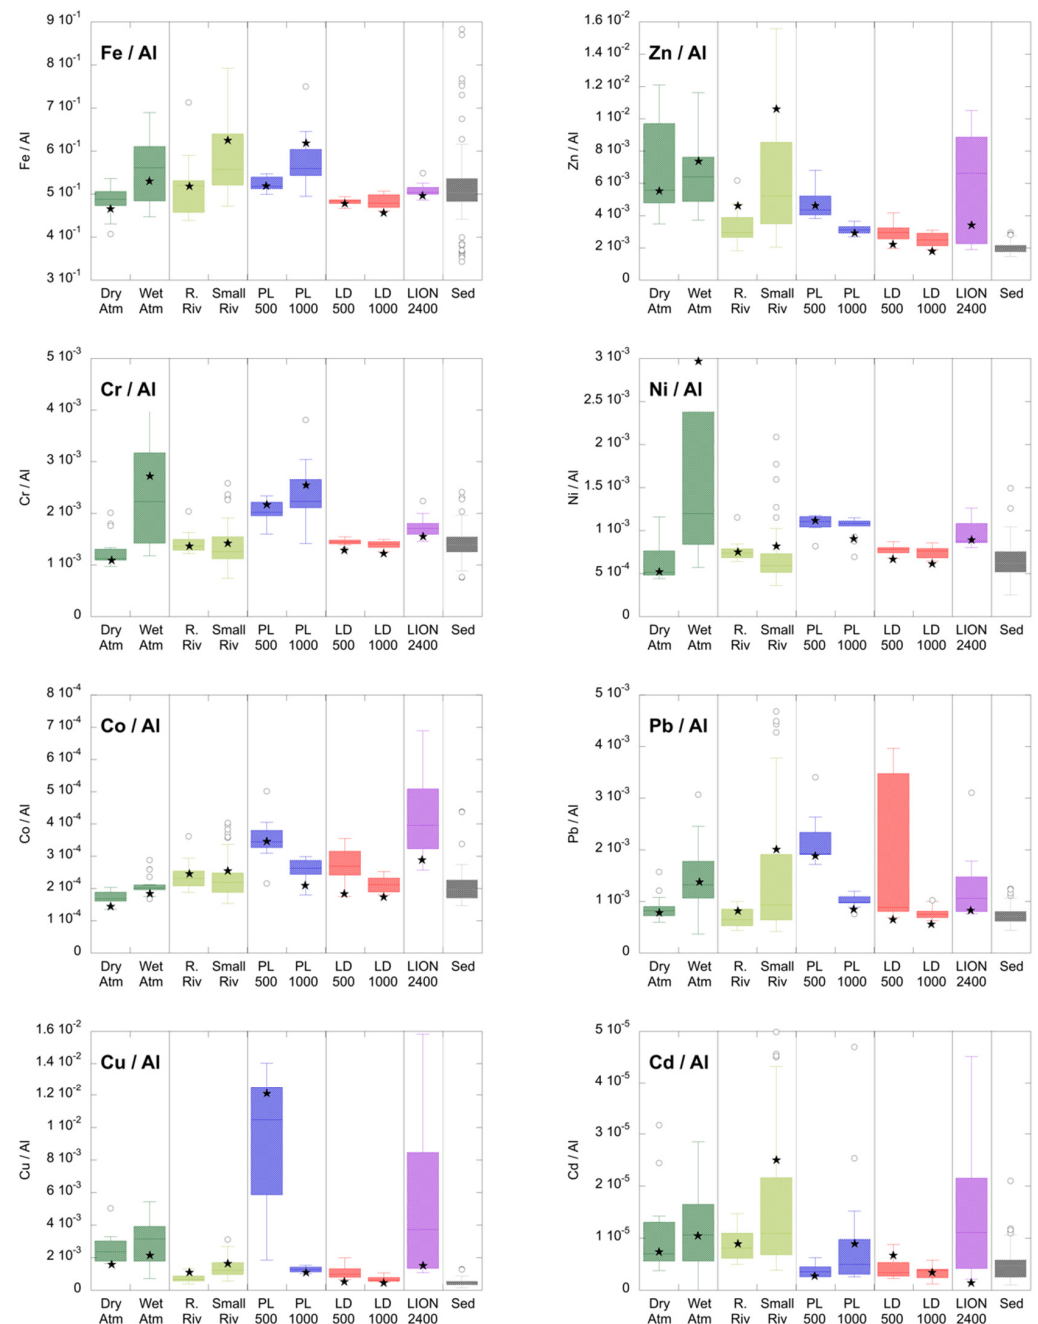 Fe / Al
Fe / Al
9 10-1
8 10-1
7 10-1
6 10-1
5 10-1
4 10-1
3 10-1
Dry Wet R. Small PL PL LD LD LION Sed
Atm Atm Riv Riv 500 1000 500 1000 2400
Zn / Al
Zn / Al
1.6 10-2
1.4 10-2
1.2 10-2
1 10-2
8 10-3
6 10-3
4 10-3
2 10-3
0
Dry Wet R. Small PL PL LD LD LION Sed
Atm Atm Riv Riv 500 1000 500 1000 2400
Cr / Al
Cr / Al
5 10-3
4 10-3
3 10-3
2 10-3
1 10-3
0
Dry Wet R. Small PL PL LD LD LION Sed
Atm Atm Riv Riv 500 1000 500 1000 2400
Ni / Al
Ni / Al
3 10-3
2.5 10-3
2 10-3
1.5 10-3
1 10-3
5 10-4
0
Dry Wet R. Small PL PL LD LD LION Sed
Atm Atm Riv Riv 500 1000 500 1000 2400
Co / Al
Co / Al
8 10-4
7 10-4
6 10-4
5 10-4
4 10-4
3 10-4
2 10-4
1 10-4
0
Dry Wet R. Small PL PL LD LD LION Sed
Atm Atm Riv Riv 500 1000 500 1000 2400
Pb / Al
Pb / Al
5 10-3
4 10-3
3 10-3
2 10-3
1 10-3
0
Dry Wet R. Small PL PL LD LD LION Sed
Atm Atm Riv Riv 500 1000 500 1000 2400
Cu / Al
Cu / Al
1.6 10-2
1.4 10-2
1.2 10-2
1 10-2
8 10-3
6 10-3
4 10-3
2 10-3
0
Dry Wet R. Small PL PL LD LD LION Sed
Atm Atm Riv Riv 500 1000 500 1000 2400
Cd / Al
Cd / Al
5 10-5
4 10-5
3 10-5
2 10-5
1 10-5
0
Dry Wet R. Small PL PL LD LD LION Sed
Atm Atm Riv Riv 500 1000 500 1000 2400